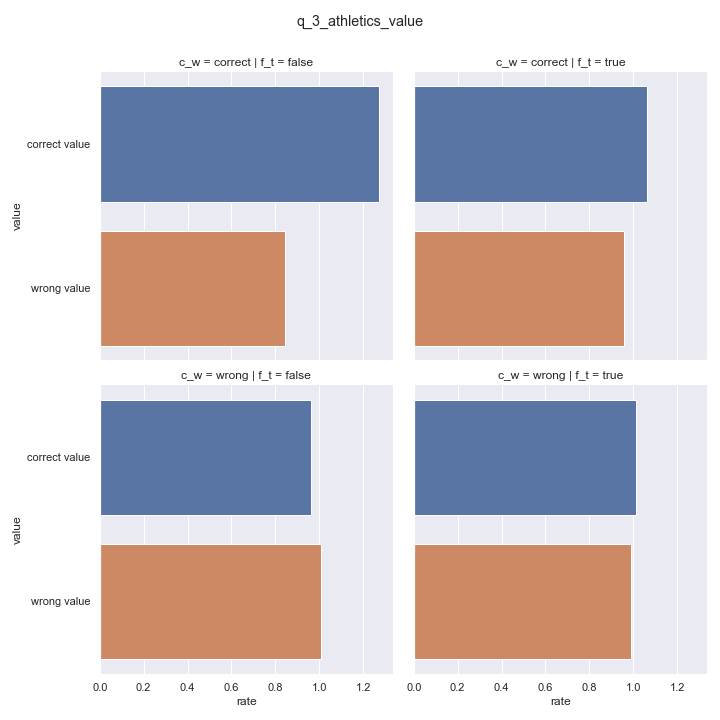 q_3_athletics_value
c_w = correct | f_t = false
c_w = correct | f_t = true
correct value
value
wrong value
c_w = wrong | f_t = false
c_w = wrong | f_t = true
correct value
value
wrong value
0.0 0.2 0.4 0.6 0.8 1.0 1.2
0.0 0.2 0.4 0.6 0.8 1.0 1.2
rate
rate